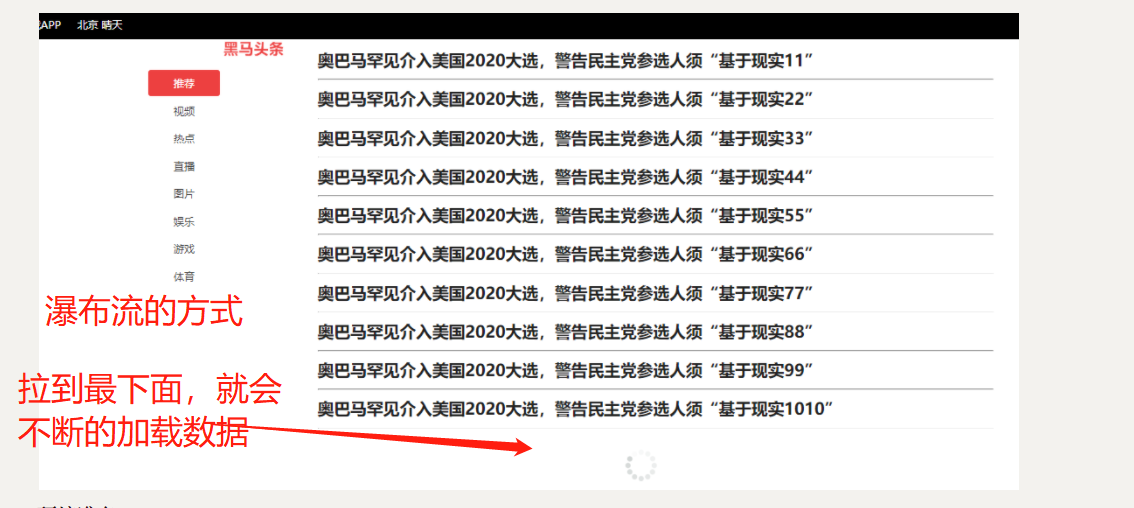 APP 北京 晴天
黑马头条
推荐
视频
热点
直播
图片
娱乐
游戏
体育
奥巴马罕见介入美国2020大选，警告民主党参选人须“基于现实11”
奥巴马罕见介入美国2020大选，警告民主党参选人须“基于现实22”
奥巴马罕见介入美国2020大选，警告民主党参选人须“基于现实33”
奥巴马罕见介入美国2020大选，警告民主党参选人须“基于现实44”
奥巴马罕见介入美国2020大选，警告民主党参选人须“基于现实55”
奥巴马罕见介入美国2020大选，警告民主党参选人须“基于现实66”
奥巴马罕见介入美国2020大选，警告民主党参选人须“基于现实77”
奥巴马罕见介入美国2020大选，警告民主党参选人须“基于现实88”
奥巴马罕见介入美国2020大选，警告民主党参选人须“基于现实99”
奥巴马罕见介入美国2020大选，警告民主党参选人须“基于现实1010”
瀑布流的方式
拉到最下面，就会
不断的加载数据